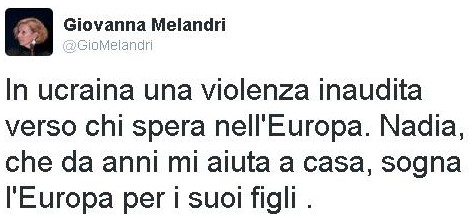 Giovanna Melandri
@GioMelandri
In ucraina una violenza inaudita
verso chi spera nell'Europa. Nadia,
che da anni mi aiuta a casa, sogna
l'Europa per i suoi figli .